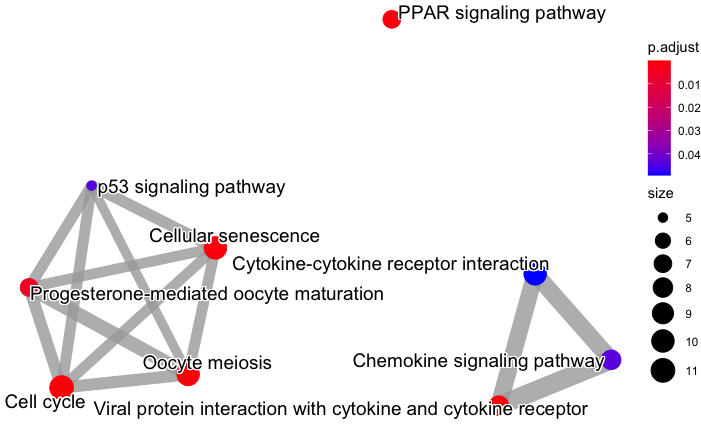 PPAR signaling pathway
p53 signaling pathway
Cellular senescence
Cytokine-cytokine receptor interaction
Progesterone-mediated oocyte maturation
Oocyte meiosis
Chemokine signaling pathway
Cell cycle
Viral protein interaction with cytokine and cytokine receptor
p.adjust
0.01
0.02
0.03
0.04
size
5
6
7
8
9
10
11